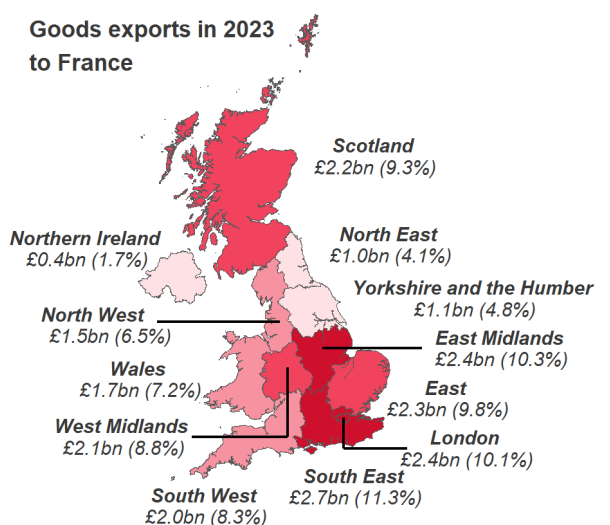 Goods exports in 2023
to France
Scotland
£2.2bn (9.3%)
Northern Ireland
£0.4bn (1.7%)
North East
£1.0bn (4.1%)
Yorkshire and the Humber
£1.1bn (4.8%)
North West
£1.5bn (6.5%)
East Midlands
£2.4bn (10.3%)
Wales
£1.7bn (7.2%)
East
£2.3bn (9.8%)
West Midlands
£2.1bn (8.8%)
London
£2.4bn (10.1%)
South East
£2.7bn (11.3%)
South West
£2.0bn (8.3%)